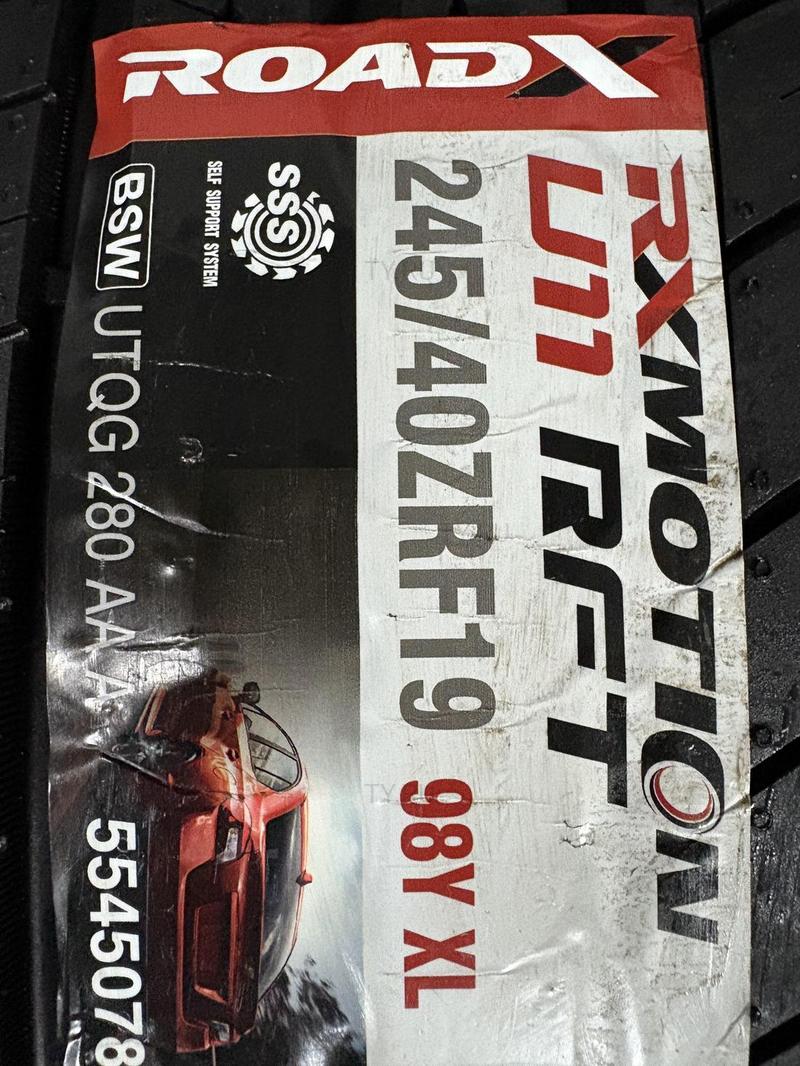 ROADX
RXMOTION
U11 RFT
245/40ZRF19 98Y XL
SSS
SELF SUPPORT SYSTEM
BSW UTQG 280 AA A 5545078